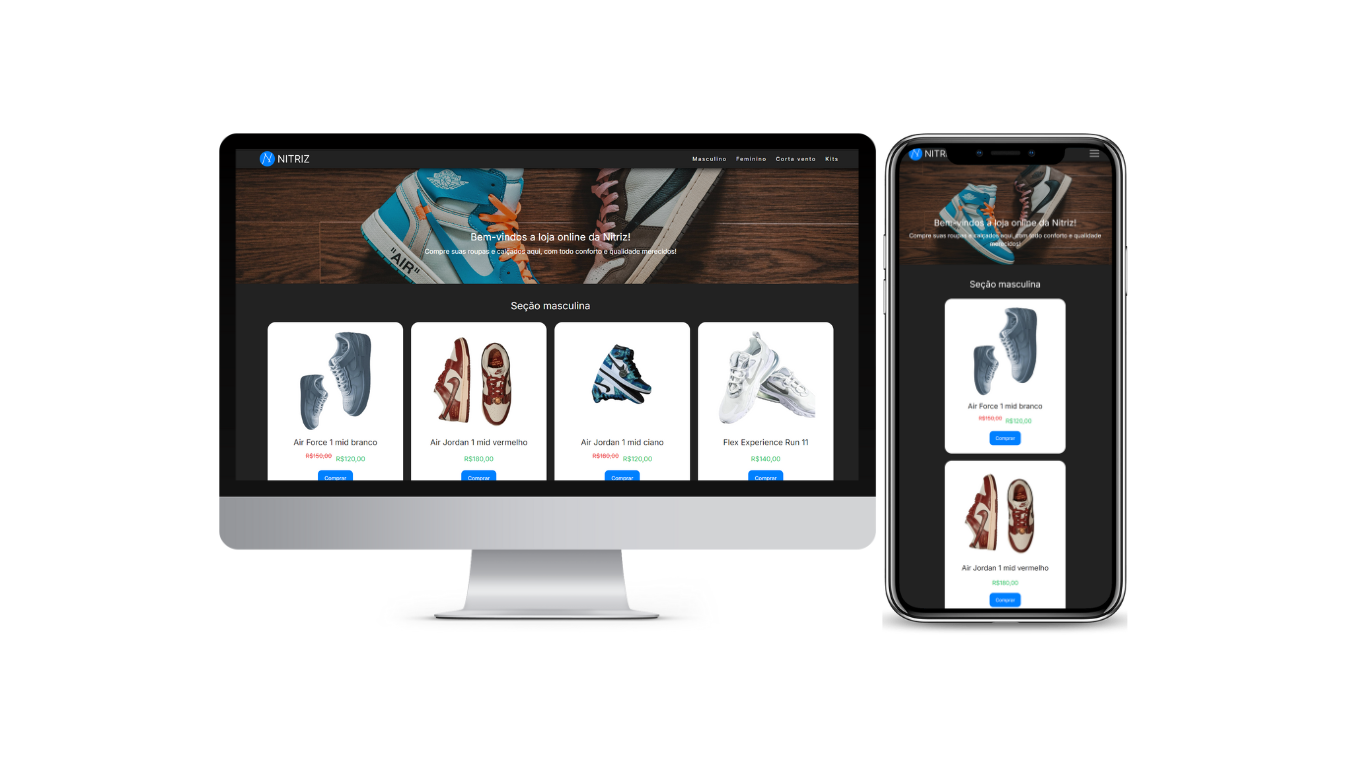 NITRIZ
Masculino Feminino Corta vento Kits
"AIR"
Bem-vindos a loja online da Nitriz!
Compre suas roupas e calçados aqui, com todo conforto e qualidade merecidos!
Seção masculina
Air Force 1 mid branco
R$150,00 R$120,00
Comprar
Air Jordan 1 mid vermelho
R$180,00
Comprar
Air Jordan 1 mid ciano
R$180,00 R$120,00
Comprar
Flex Experience Run 11
R$140,00
Comprar
NITR
Bem-vindos a loja online da Nitriz!
Compre suas roupas e calçados aqui, com todo conforto e qualidade
merecidos!
Seção masculina
Air Force 1 mid branco
R$150,00 R$120,00
Comprar
Air Jordan 1 mid vermelho
R$180,00
Comprar